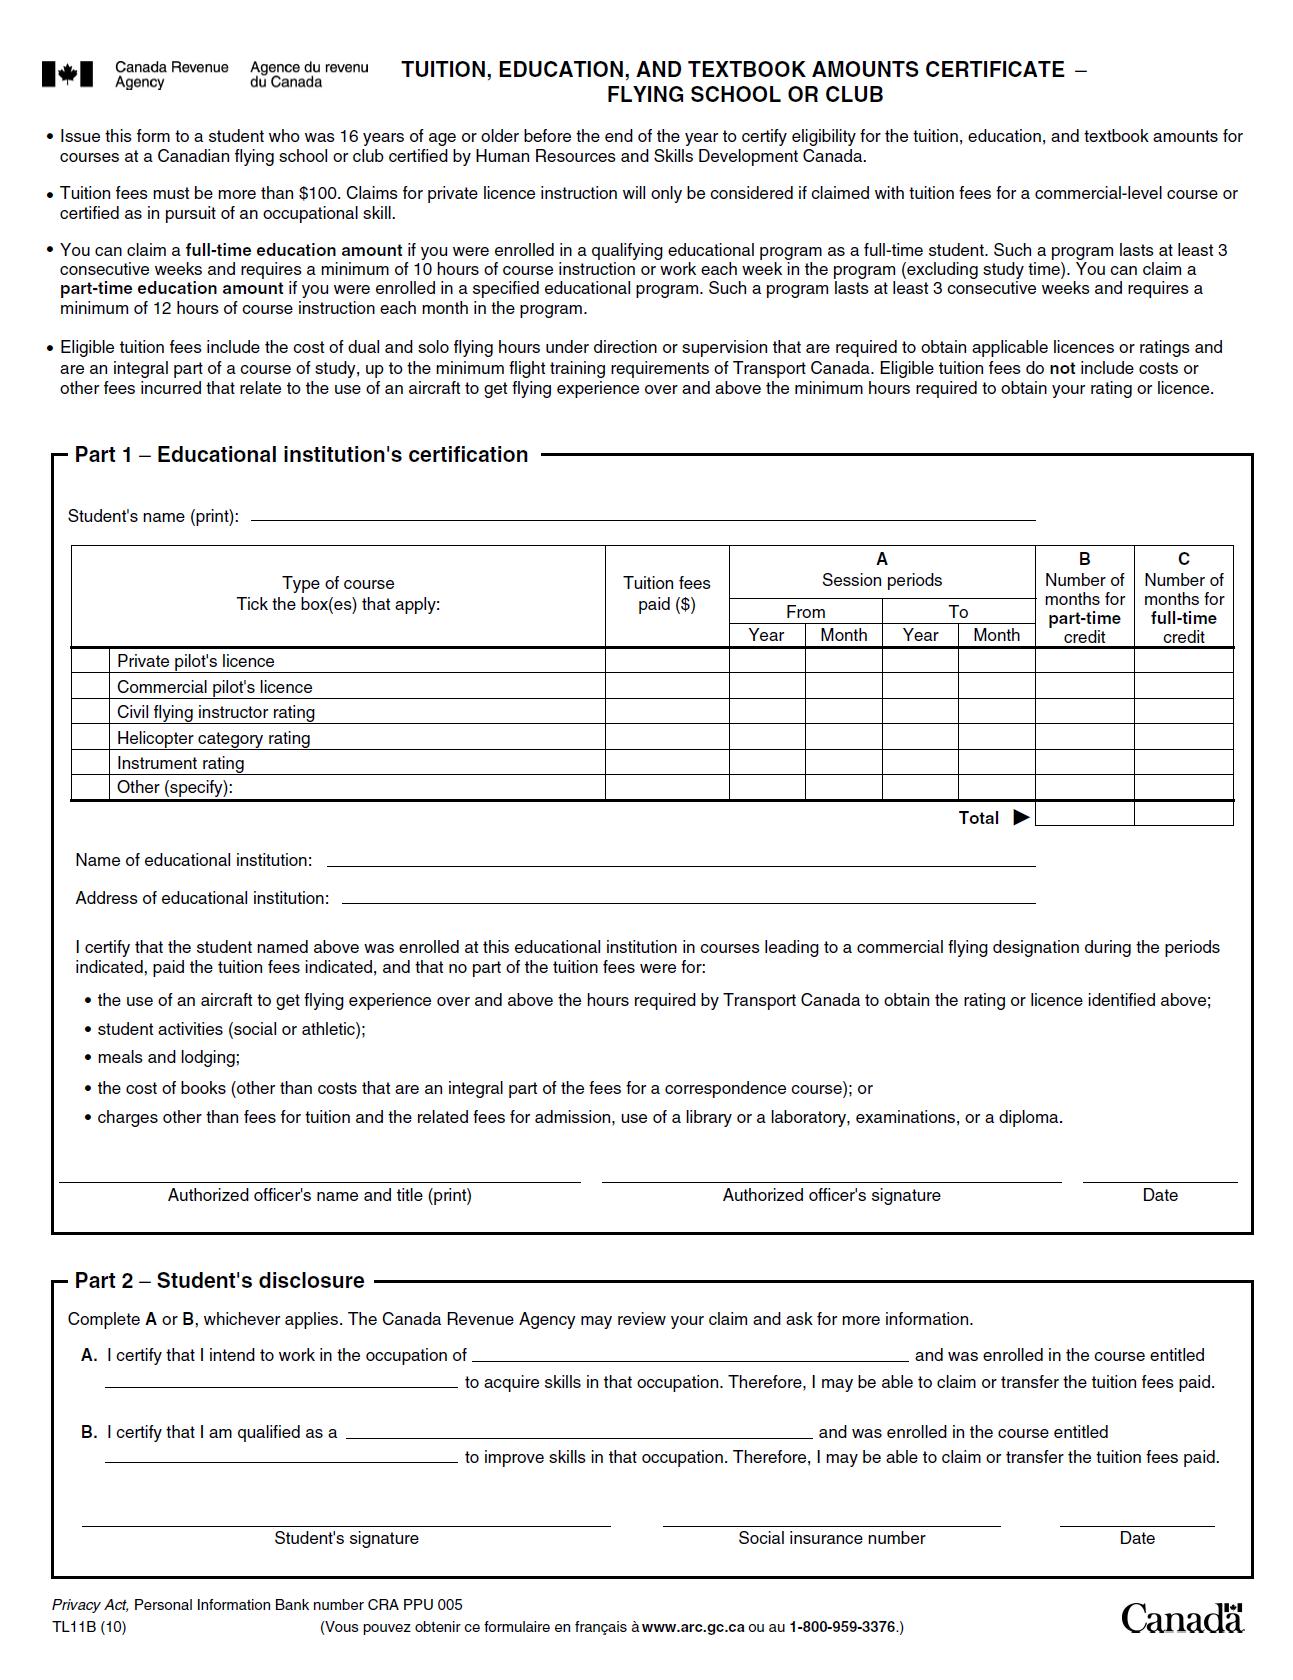 Canada Revenue Agence du revenu
Agency du Canada
TUITION, EDUCATION, AND TEXTBOOK AMOUNTS CERTIFICATE –
FLYING SCHOOL OR CLUB
• Issue this form to a student who was 16 years of age or older before the end of the year to certify eligibility for the tuition, education, and textbook amounts for
courses at a Canadian flying school or club certified by Human Resources and Skills Development Canada.
• Tuition fees must be more than $100. Claims for private licence instruction will only be considered if claimed with tuition fees for a commercial-level course or
certified as in pursuit of an occupational skill.
• You can claim a full-time education amount if you were enrolled in a qualifying educational program as a full-time student. Such a program lasts at least 3
consecutive weeks and requires a minimum of 10 hours of course instruction or work each week in the program (excluding study time). You can claim a
part-time education amount if you were enrolled in a specified educational program. Such a program lasts at least 3 consecutive weeks and requires a
minimum of 12 hours of course instruction each month in the program.
• Eligible tuition fees include the cost of dual and solo flying hours under direction or supervision that are required to obtain applicable licences or ratings and
are an integral part of a course of study, up to the minimum flight training requirements of Transport Canada. Eligible tuition fees do not include costs or
other fees incurred that relate to the use of an aircraft to get flying experience over and above the minimum hours required to obtain your rating or licence.
Part 1 – Educational institution's certification
Student's name (print):
Type of course
Tick the box(es) that apply:
Tuition fees
paid ($)
A
Session periods
From To
Year Month Year Month
B
Number of
months for
part-time
credit
C
Number of
months for
full-time
credit
Private pilot's licence
Commercial pilot's licence
Civil flying instructor rating
Helicopter category rating
Instrument rating
Other (specify):
Total ▶
Name of educational institution:
Address of educational institution:
I certify that the student named above was enrolled at this educational institution in courses leading to a commercial flying designation during the periods
indicated, paid the tuition fees indicated, and that no part of the tuition fees were for:
• the use of an aircraft to get flying experience over and above the hours required by Transport Canada to obtain the rating or licence identified above;
• student activities (social or athletic);
• meals and lodging;
• the cost of books (other than costs that are an integral part of the fees for a correspondence course); or
• charges other than fees for tuition and the related fees for admission, use of a library or a laboratory, examinations, or a diploma.
Authorized officer's name and title (print) Authorized officer's signature Date
Part 2 – Student's disclosure
Complete A or B, whichever applies. The Canada Revenue Agency may review your claim and ask for more information.
A. I certify that I intend to work in the occupation of and was enrolled in the course entitled
to acquire skills in that occupation. Therefore, I may be able to claim or transfer the tuition fees paid.
B. I certify that I am qualified as a and was enrolled in the course entitled
to improve skills in that occupation. Therefore, I may be able to claim or transfer the tuition fees paid.
Student's signature Social insurance number Date
Privacy Act, Personal Information Bank number CRA PPU 005
TL11B (10) (Vous pouvez obtenir ce formulaire en français à www.arc.gc.ca ou au 1-800-959-3376.)
Canada